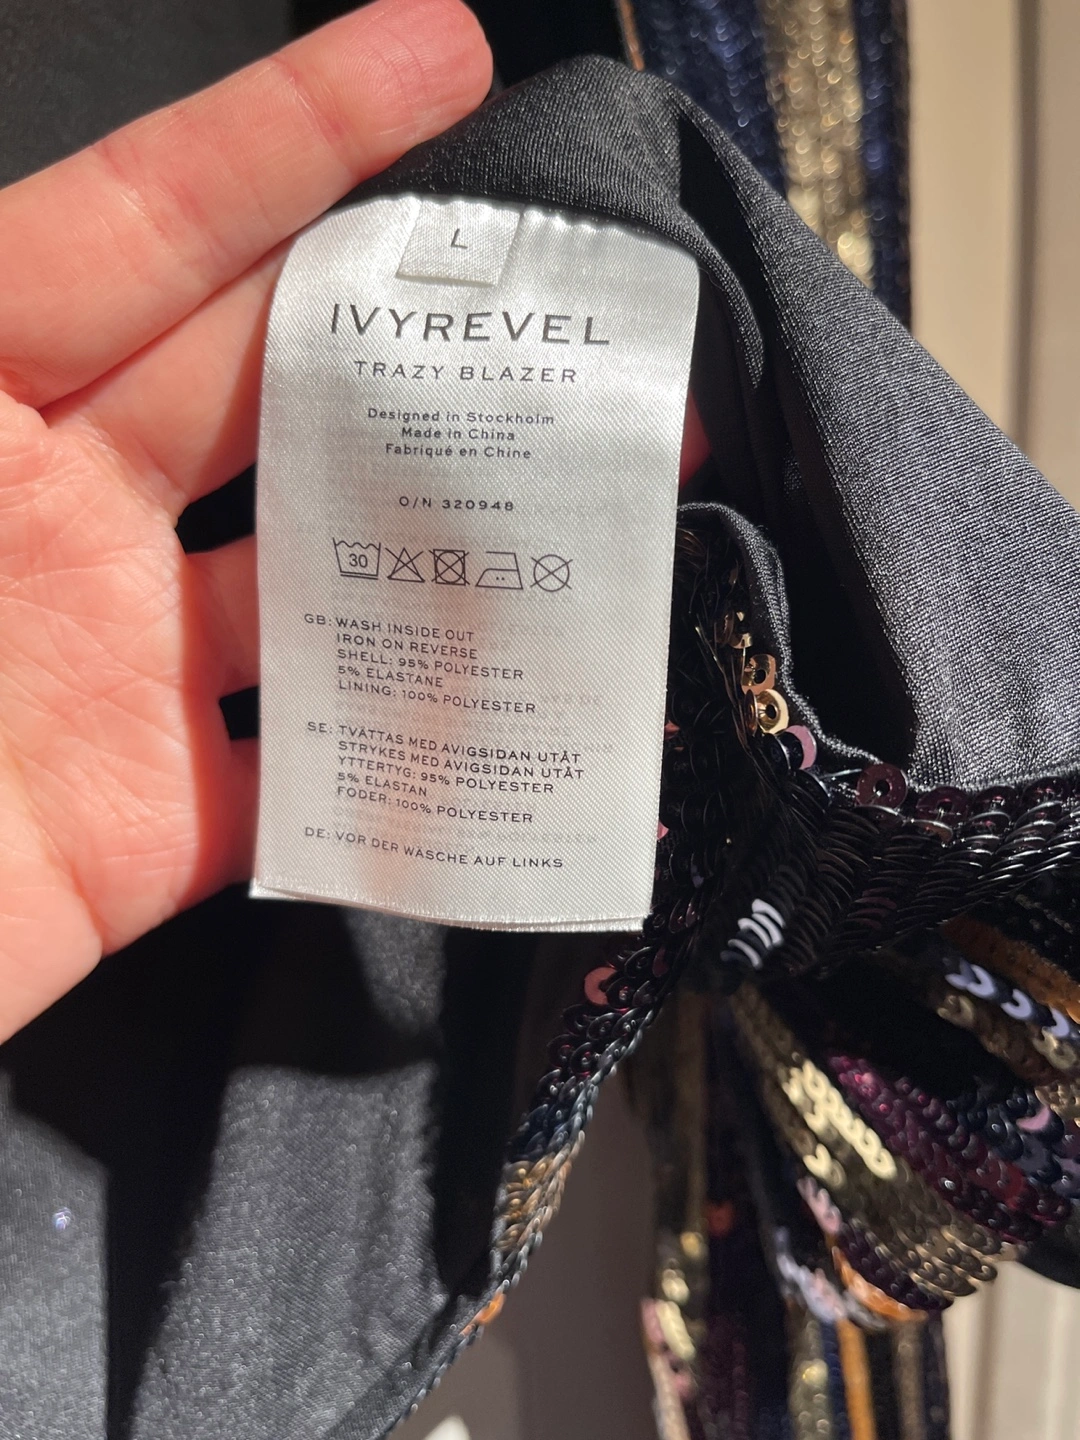 L
IVYREVEL
TRAZY BLAZER
Designed in Stockholm
Made in China
Fabriqué en Chine
O/N 320948
30
GB: WASH INSIDE OUT
IRON ON REVERSE
SHELL: 95% POLYESTER
5% ELASTANE
LINING: 100% POLYESTER
SE: TVÄTTAS MED AVIGSIDAN UTÅT
STRYKES MED AVIGSIDAN UTÅT
YTTERTYG: 95% POLYESTER
5% ELASTAN
FODER: 100% POLYESTER
DE: VOR DER WÄSCHE AUF LINKS